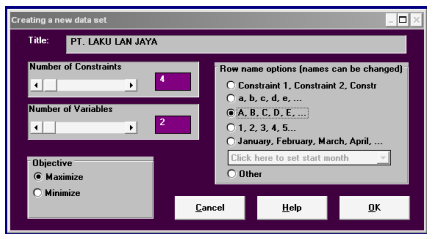 Creating a new data set
Title: PT. LAKU LAN JAYA
Number of Constraints
4
Number of Variables
2
Objective
Maximize
Minimize
Row name options (names can be changed)
Constraint 1, Constraint 2, Constr
a, b, c, d, e, ...
A, B, C, D, E, ...
1, 2, 3, 4, 5...
January, February, March, April, ...
Click here to set start month
Other
Cancel
Help
OK